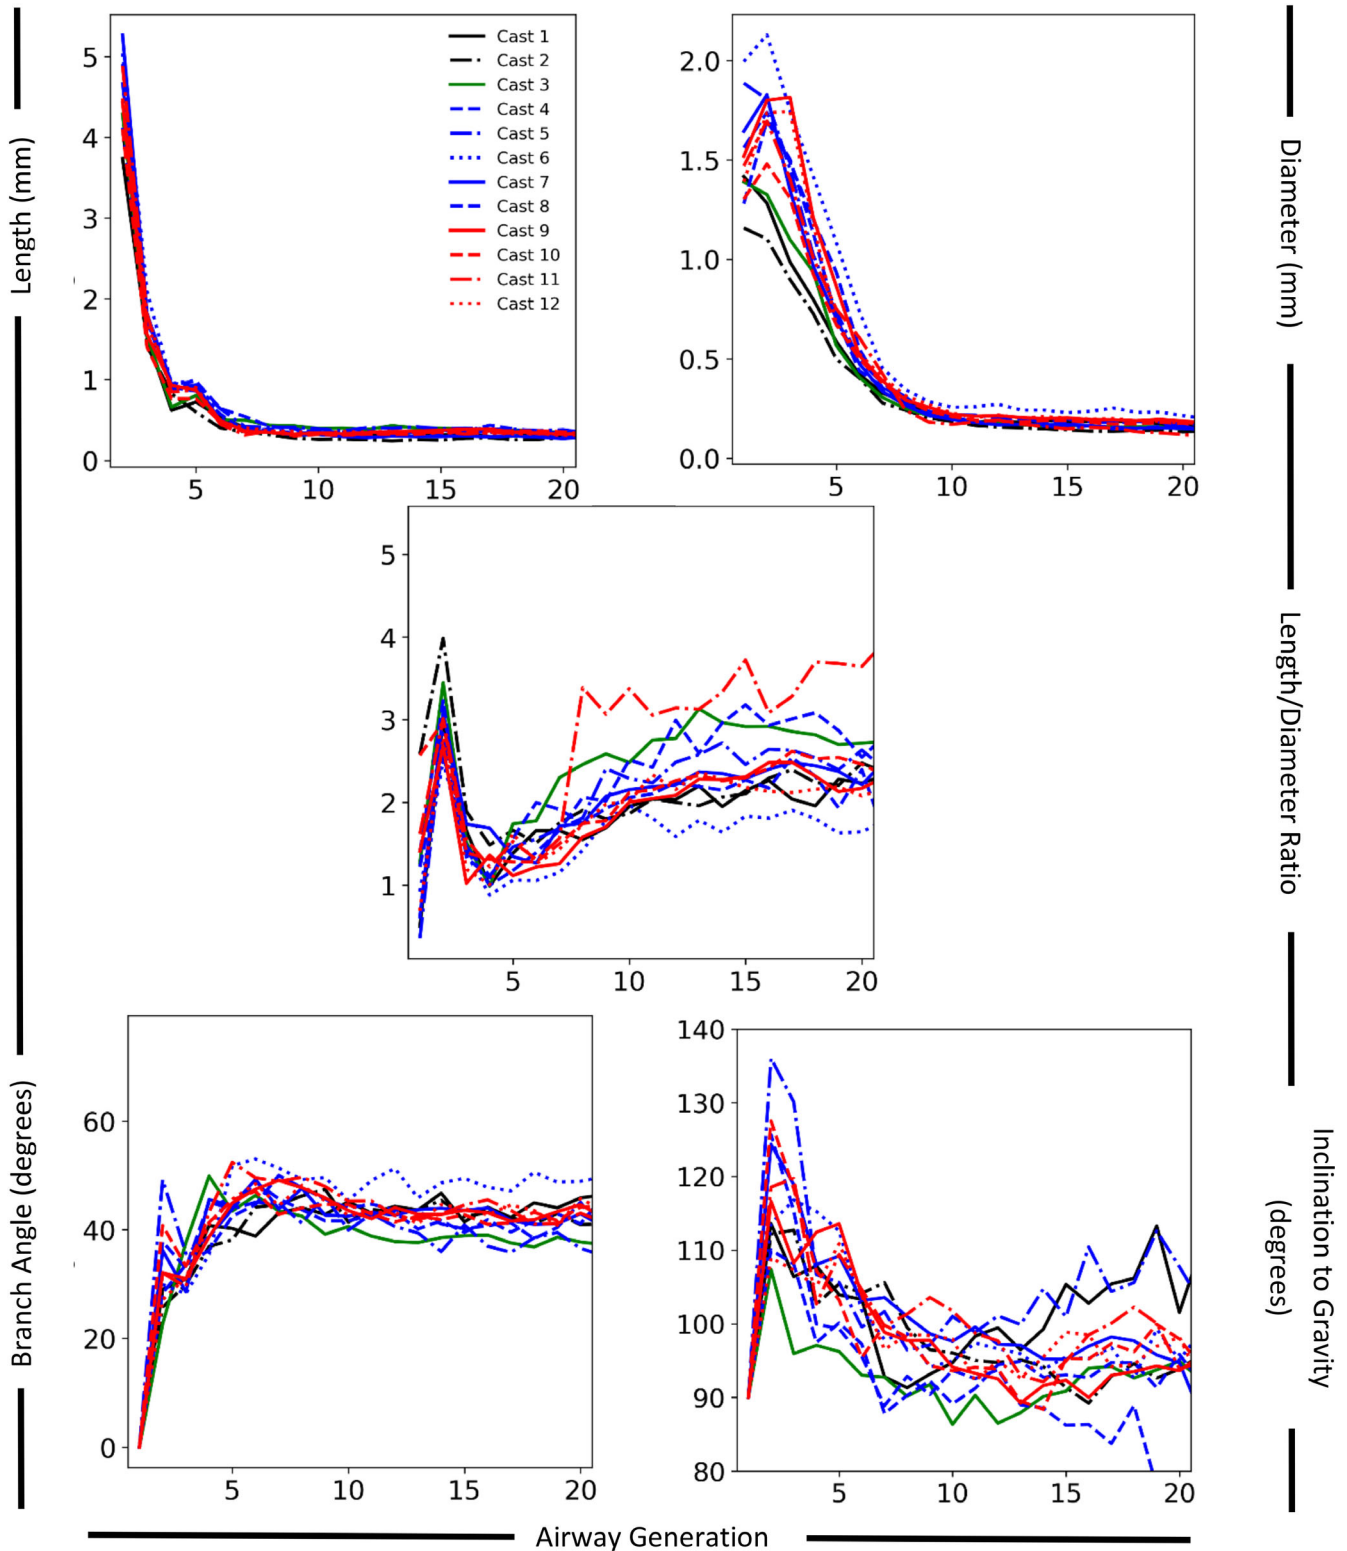 Length (mm)
5
4
3
2
1
0
5 10 15 20
Cast 1
Cast 2
Cast 3
Cast 4
Cast 5
Cast 6
Cast 7
Cast 8
Cast 9
Cast 10
Cast 11
Cast 12
Diameter (mm)
2.0
1.5
1.0
0.5
0.0
5 10 15 20
Length/Diameter Ratio
5
4
3
2
1
5 10 15 20
Branch Angle (degrees)
60
40
20
0
5 10 15 20
Inclination to Gravity
(degrees)
140
130
120
110
100
90
80
5 10 15 20
Airway Generation